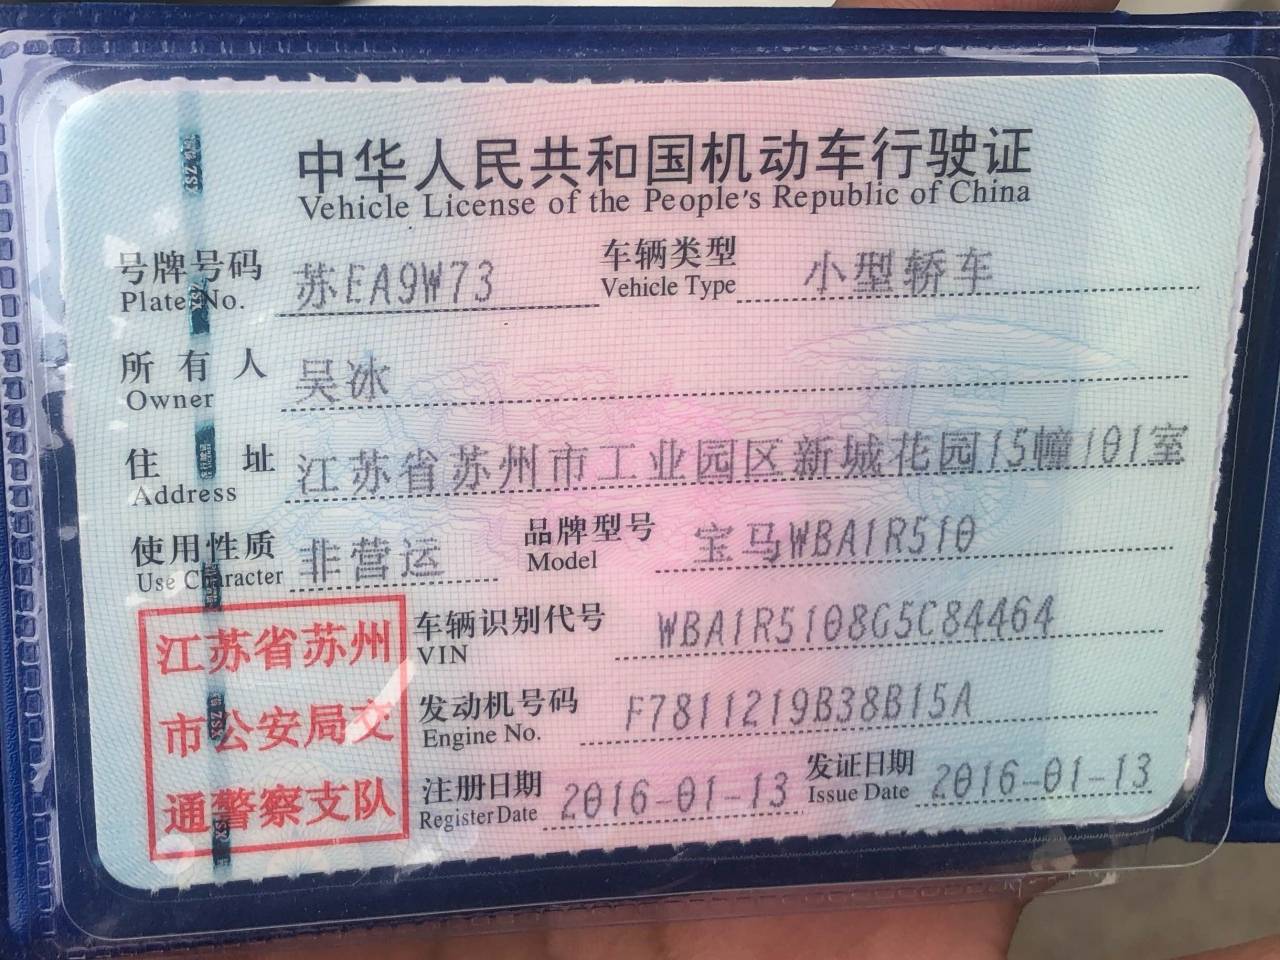 中华人民共和国机动车行驶证
Vehicle License of the People's Republic of China
号牌号码 苏EA9W73 车辆类型 小型轿车
Plate No. Vehicle Type
所有人 吴冰
Owner
住址 江苏省苏州市工业园区新城花园15幢101室
Address
使用性质 非营运 品牌型号 宝马WBA1R510
Use Character Model
江苏省苏州
市公安局交
通警察支队
车辆识别代号 WBA1R5108G5C84464
VIN
发动机号码 F7811219B38B15A
Engine No.
注册日期 2016-01-13 发证日期 2016-01-13
Register Date Issue Date